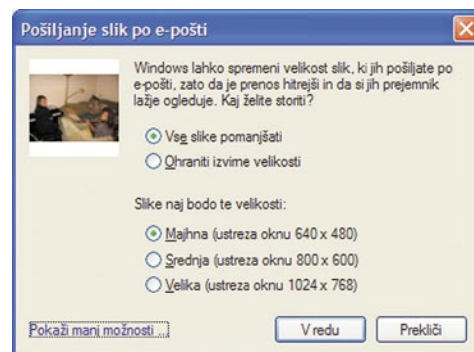 Pošiljanje slik po e-pošti
Windows lahko spremeni velikost slik, ki jih pošiljate po
e-pošti, zato da je prenos hitrejši in da si jih prejemnik
lažje ogleduje. Kaj želite storiti?
Vse slike pomanjšati
Ohraniti izvirne velikosti
Slike naj bodo te velikosti:
Majhna (ustreza oknu 640 x 480)
Srednja (ustreza oknu 800 x 600)
Velika (ustreza oknu 1024 x 768)
Pokaži manj možnosti ...
V redu
Prekliči